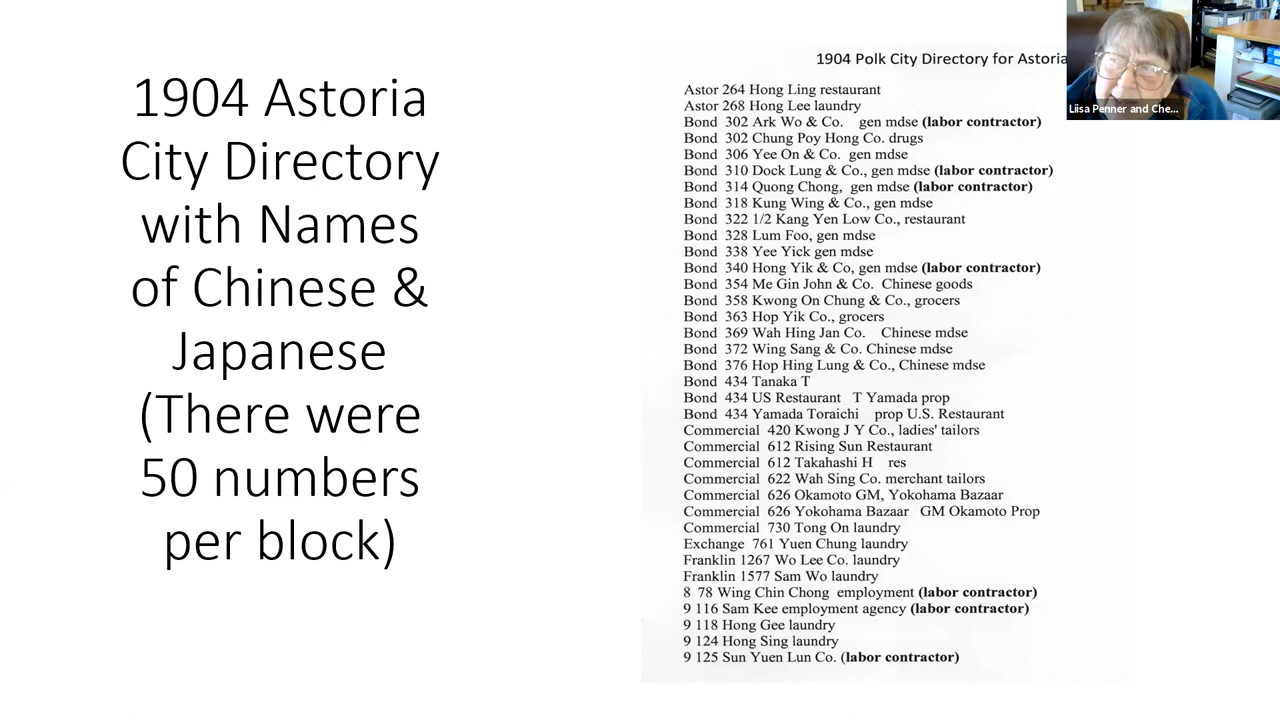 1904 Astoria
City Directory
with Names
of Chinese &
Japanese
(There were
50 numbers
per block)
1904 Polk City Directory for Astoria
Astor 264 Hong Ling restaurant
Astor 268 Hong Lee laundry
Bond 302 Ark Wo & Co. gen mdse (labor contractor)
Bond 302 Chung Poy Hong Co. drugs
Bond 306 Yee On & Co. gen mdse
Bond 310 Dock Lung & Co., gen mdse (labor contractor)
Bond 314 Quong Chong, gen mdse (labor contractor)
Bond 318 Kung Wing & Co., gen mdse
Bond 322 1/2 Kang Yen Low Co., restaurant
Bond 328 Lum Foo, gen mdse
Bond 338 Yee Yick gen mdse
Bond 340 Hong Yik & Co, gen mdse (labor contractor)
Bond 354 Me Gin John & Co. Chinese goods
Bond 358 Kwong On Chung & Co., grocers
Bond 363 Hop Yik Co., grocers
Bond 369 Wah Hing Jan Co. Chinese mdse
Bond 372 Wing Sang & Co. Chinese mdse
Bond 376 Hop Hing Lung & Co., Chinese mdse
Bond 434 Tanaka T
Bond 434 US Restaurant T Yamada prop
Bond 434 Yamada Toraichi prop U.S. Restaurant
Commercial 420 Kwong J Y Co., ladies' tailors
Commercial 612 Rising Sun Restaurant
Commercial 612 Takahashi H res
Commercial 622 Wah Sing Co. merchant tailors
Commercial 626 Okamoto GM, Yokohama Bazaar
Commercial 626 Yokohama Bazaar GM Okamoto Prop
Commercial 730 Tong On laundry
Exchange 761 Yuen Chung laundry
Franklin 1267 Wo Lee Co. laundry
Franklin 1577 Sam Wo laundry
8 78 Wing Chin Chong employment (labor contractor)
9 116 Sam Kee employment agency (labor contractor)
9 118 Hong Gee laundry
9 124 Hong Sing laundry
9 125 Sun Yuen Lun Co. (labor contractor)
Liisa Penner and Che...